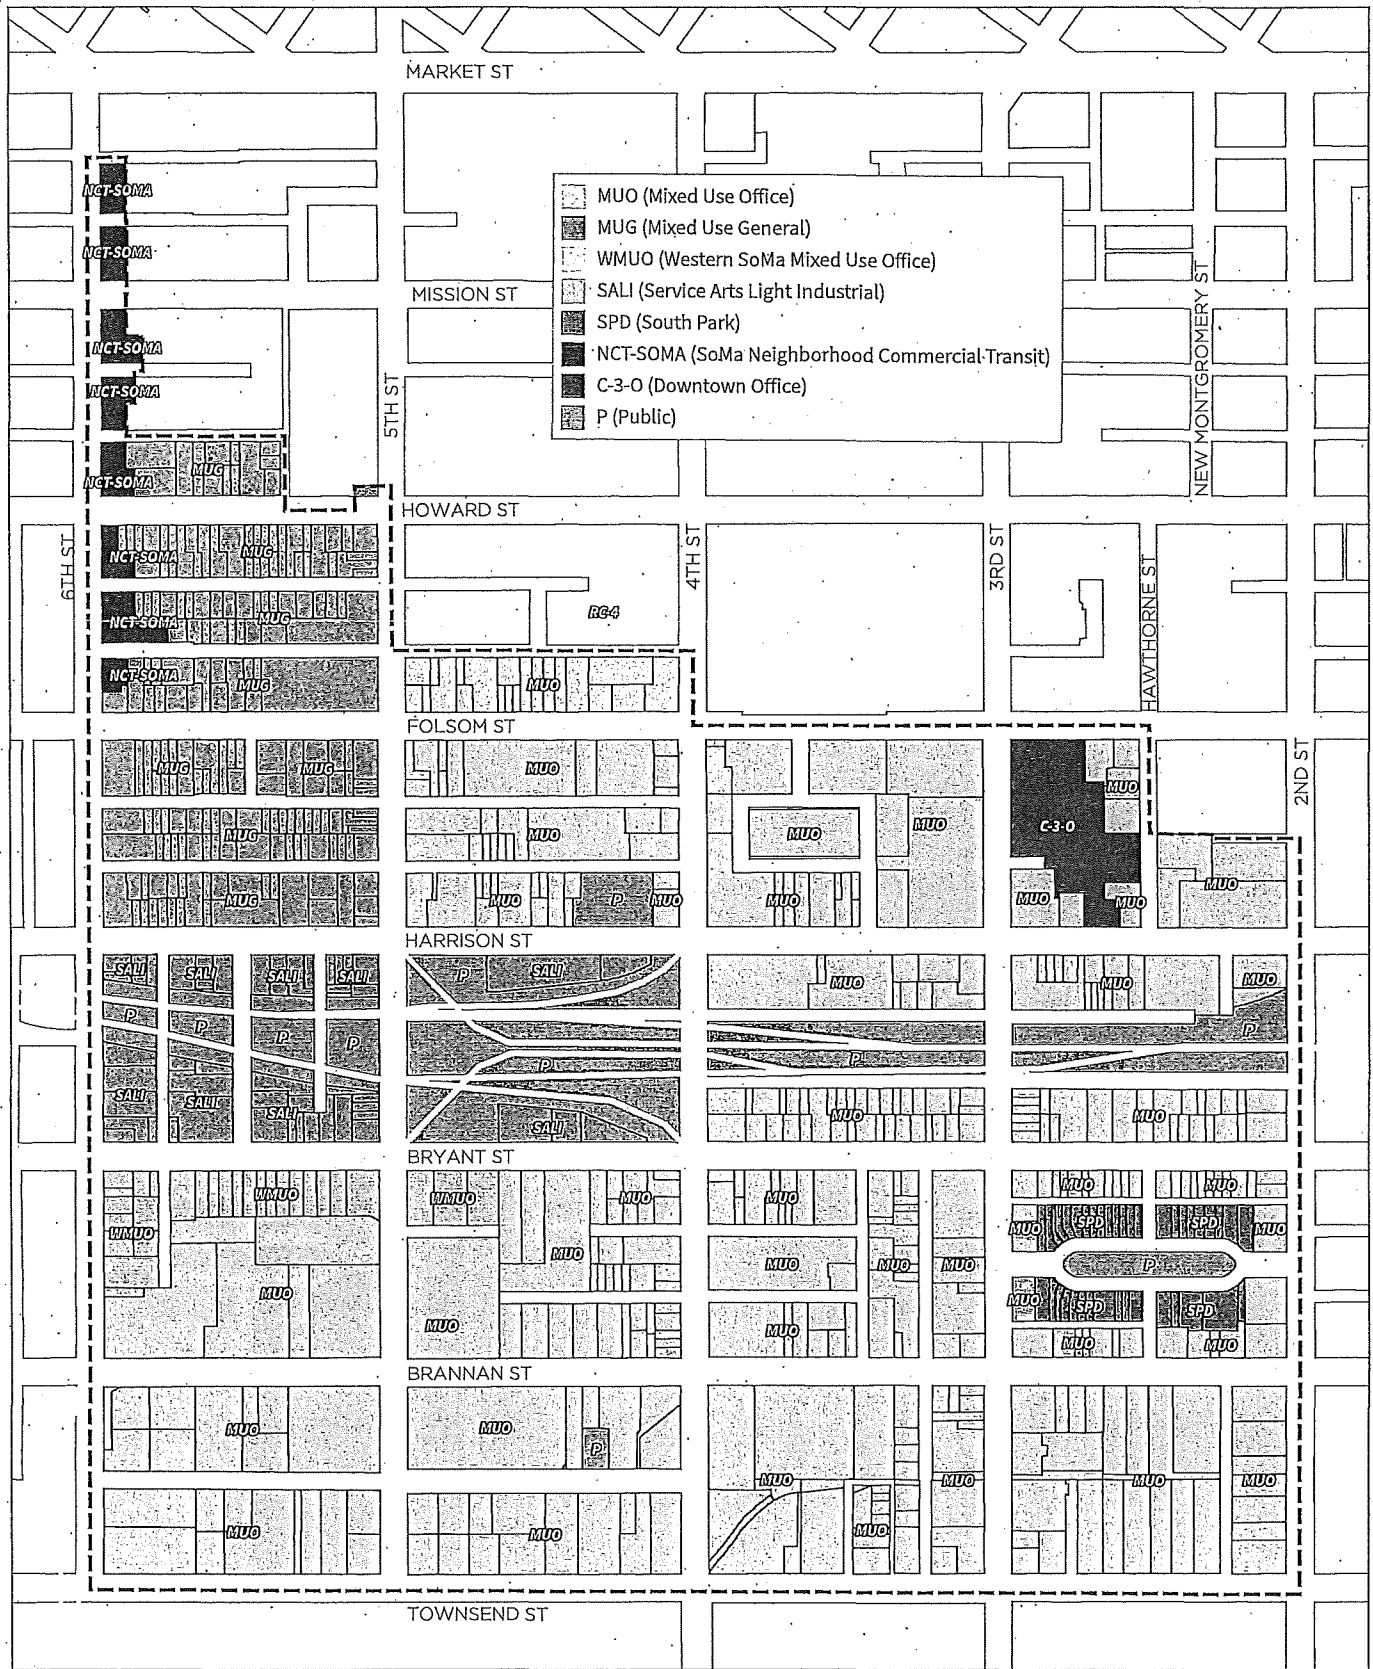 MARKET ST
NCT-SOMA
MUO (Mixed Use Office)
MUG (Mixed Use General)
NCT-SOMA
WMUO (Western SoMa Mixed Use Office)
SALI (Service Arts Light Industrial)
MISSION ST
SPD (South Park)
NCT-SOMA
NCT-SOMA (SoMa Neighborhood Commercial Transit)
C-3-O (Downtown Office)
NCT-SOMA
P (Public)
5TH ST
NEW MONTGROMERY ST
MUG
NCT-SOMA
HOWARD ST
6TH ST
4TH ST
3RD ST
HAWTHORNE ST
NCT-SOMA MUG
RC-4
NCT-SOMA MUG
NCT-SOMA MUG
MUO
FOLSOM ST
2ND ST
MUG MUG MUO MUO
MUG MUO MUO MUO C-3-O
MUG MUO P MUO MUO MUO MUO MUO
HARRISON ST
SALI SALI SALI SALI P SALI MUO MUO MUO
P P P P P P P
SALI SALI SALI SALI MUO MUO
BRYANT ST
WMUO WMUO MUO MUO MUO MUO
WMUO MUO SPD SPD MUO
MUO MUO MUO MUO MUO P
MUO MUO MUO SPD SPD
MUO MUO
BRANNAN ST
MUO MUO P
MUO MUO MUO MUO
MUO MUO MUO
TOWNSEND ST